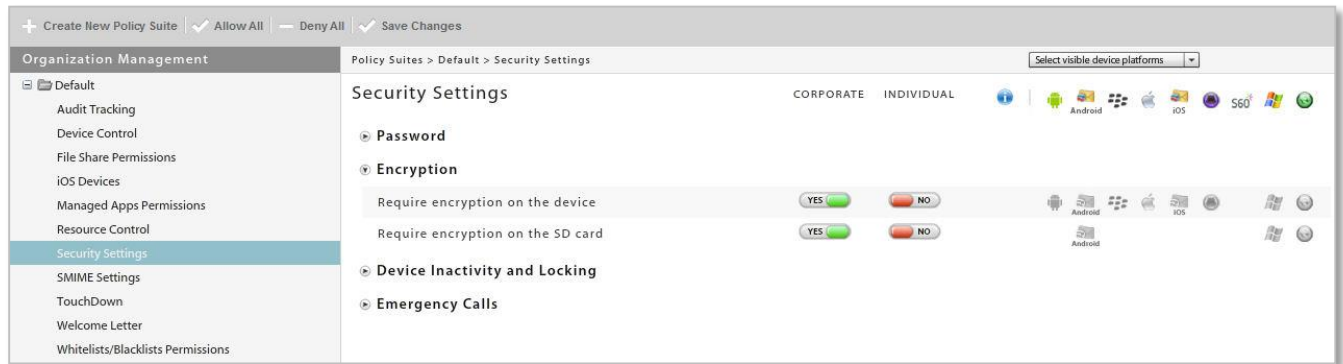 Create New Policy Suite Allow All Deny All Save Changes
Organization Management
Policy Suites > Default > Security Settings
Select visible device platforms
Default
Audit Tracking
Device Control
File Share Permissions
iOS Devices
Managed Apps Permissions
Resource Control
Security Settings
SMIME Settings
TouchDown
Welcome Letter
Whitelists/Blacklists Permissions
Security Settings
CORPORATE INDIVIDUAL
Android iOS S60
Password
Encryption
Require encryption on the device YES NO Android iOS
Require encryption on the SD card YES NO Android
Device Inactivity and Locking
Emergency Calls